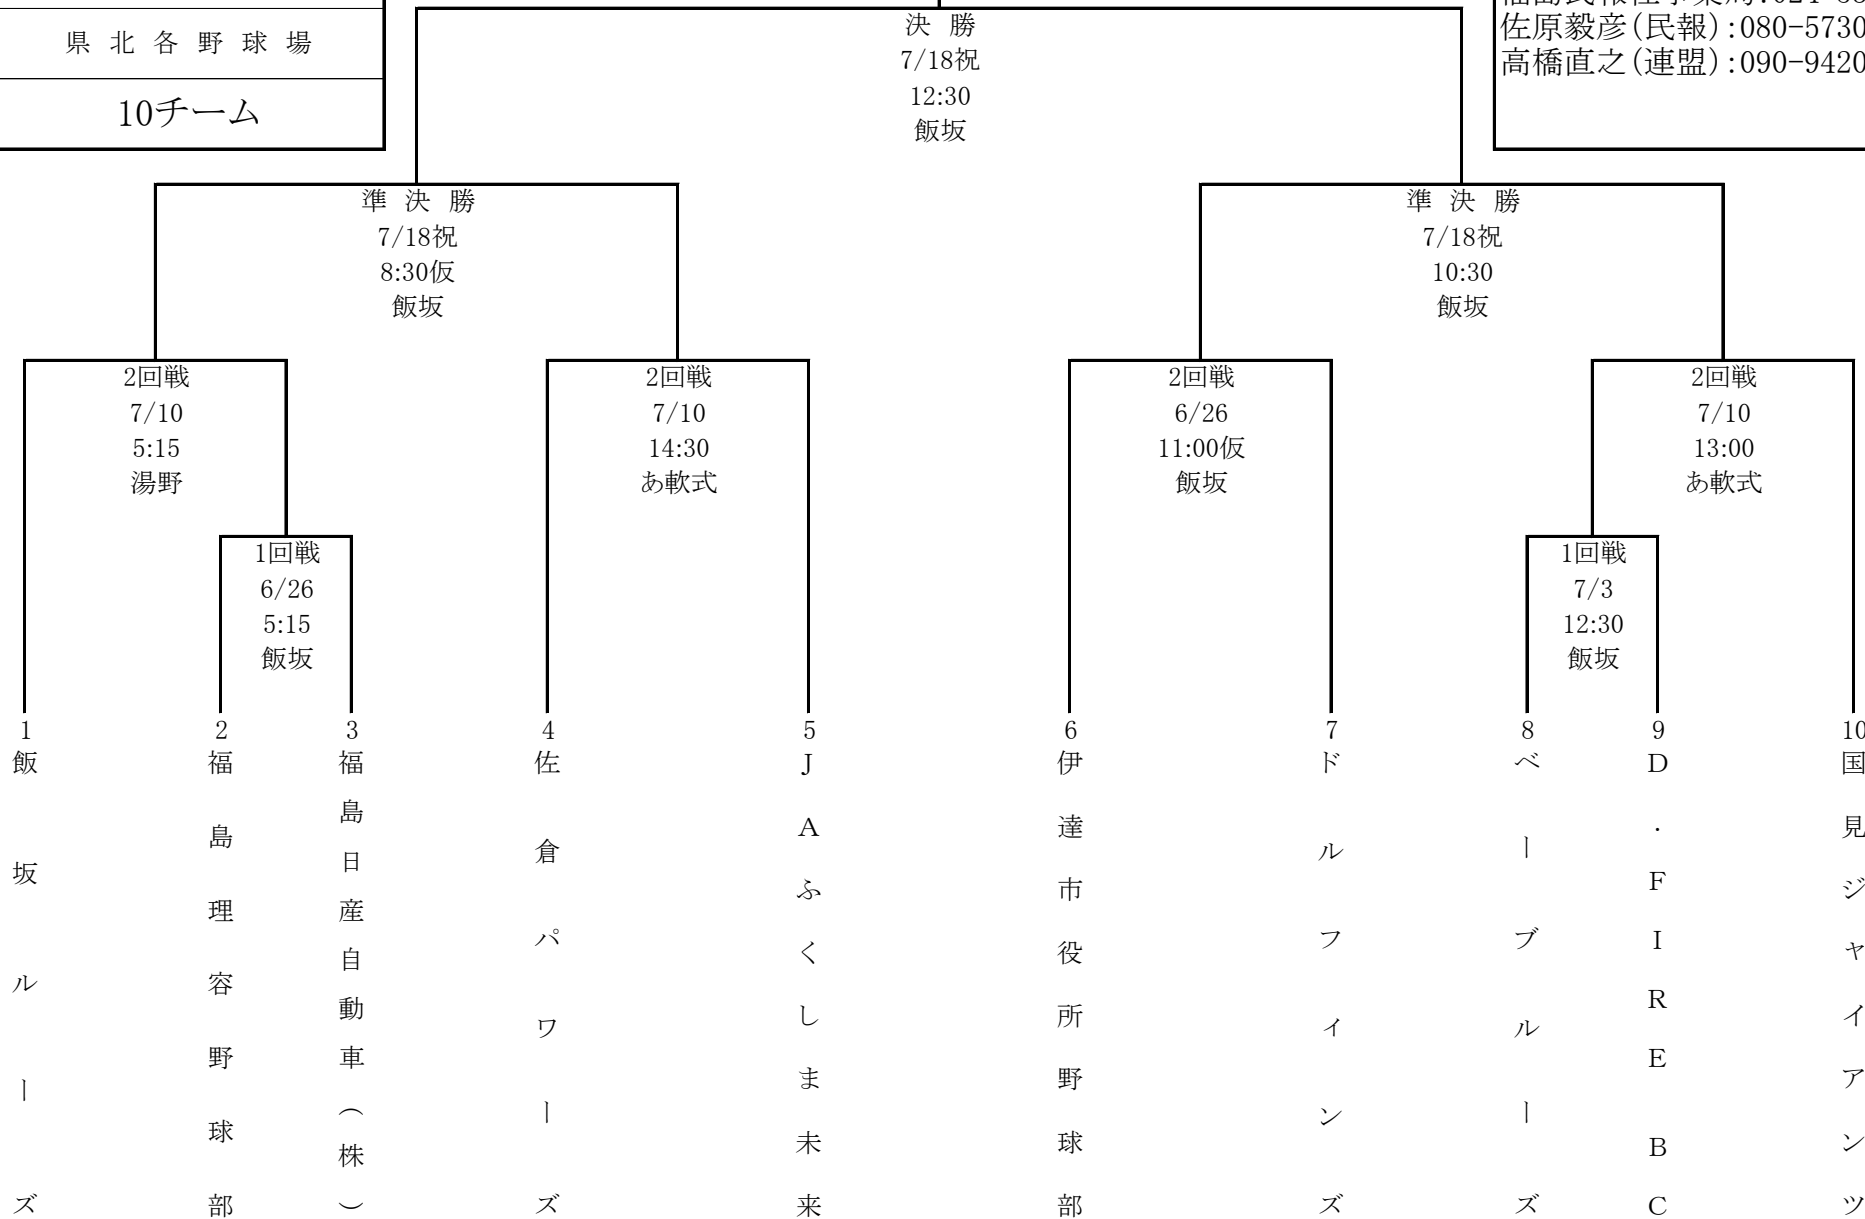 県北各野球場
10チーム
佐原毅彦(民報):080-5730
高橋直之(連盟):090-9420
決勝
7/18祝
12:30
飯坂
準決勝
7/18祝
8:30仮
飯坂
準決勝
7/18祝
10:30
飯坂
2回戦
7/10
5:15
湯野
2回戦
7/10
14:30
あ軟式
2回戦
6/26
11:00仮
飯坂
2回戦
7/10
13:00
あ軟式
1回戦
6/26
5:15
飯坂
1回戦
7/3
12:30
飯坂
1
飯坂ルーズ
2
福島理容野球部
3
福島日産自動車(株)
4
佐倉パワーズ
5
JAふくしま未来
6
伊達市役所野球部
7
ドルフィンズ
8
ベーブルーズ
9
D.FIRE BC
10
国見ジャイアンツ